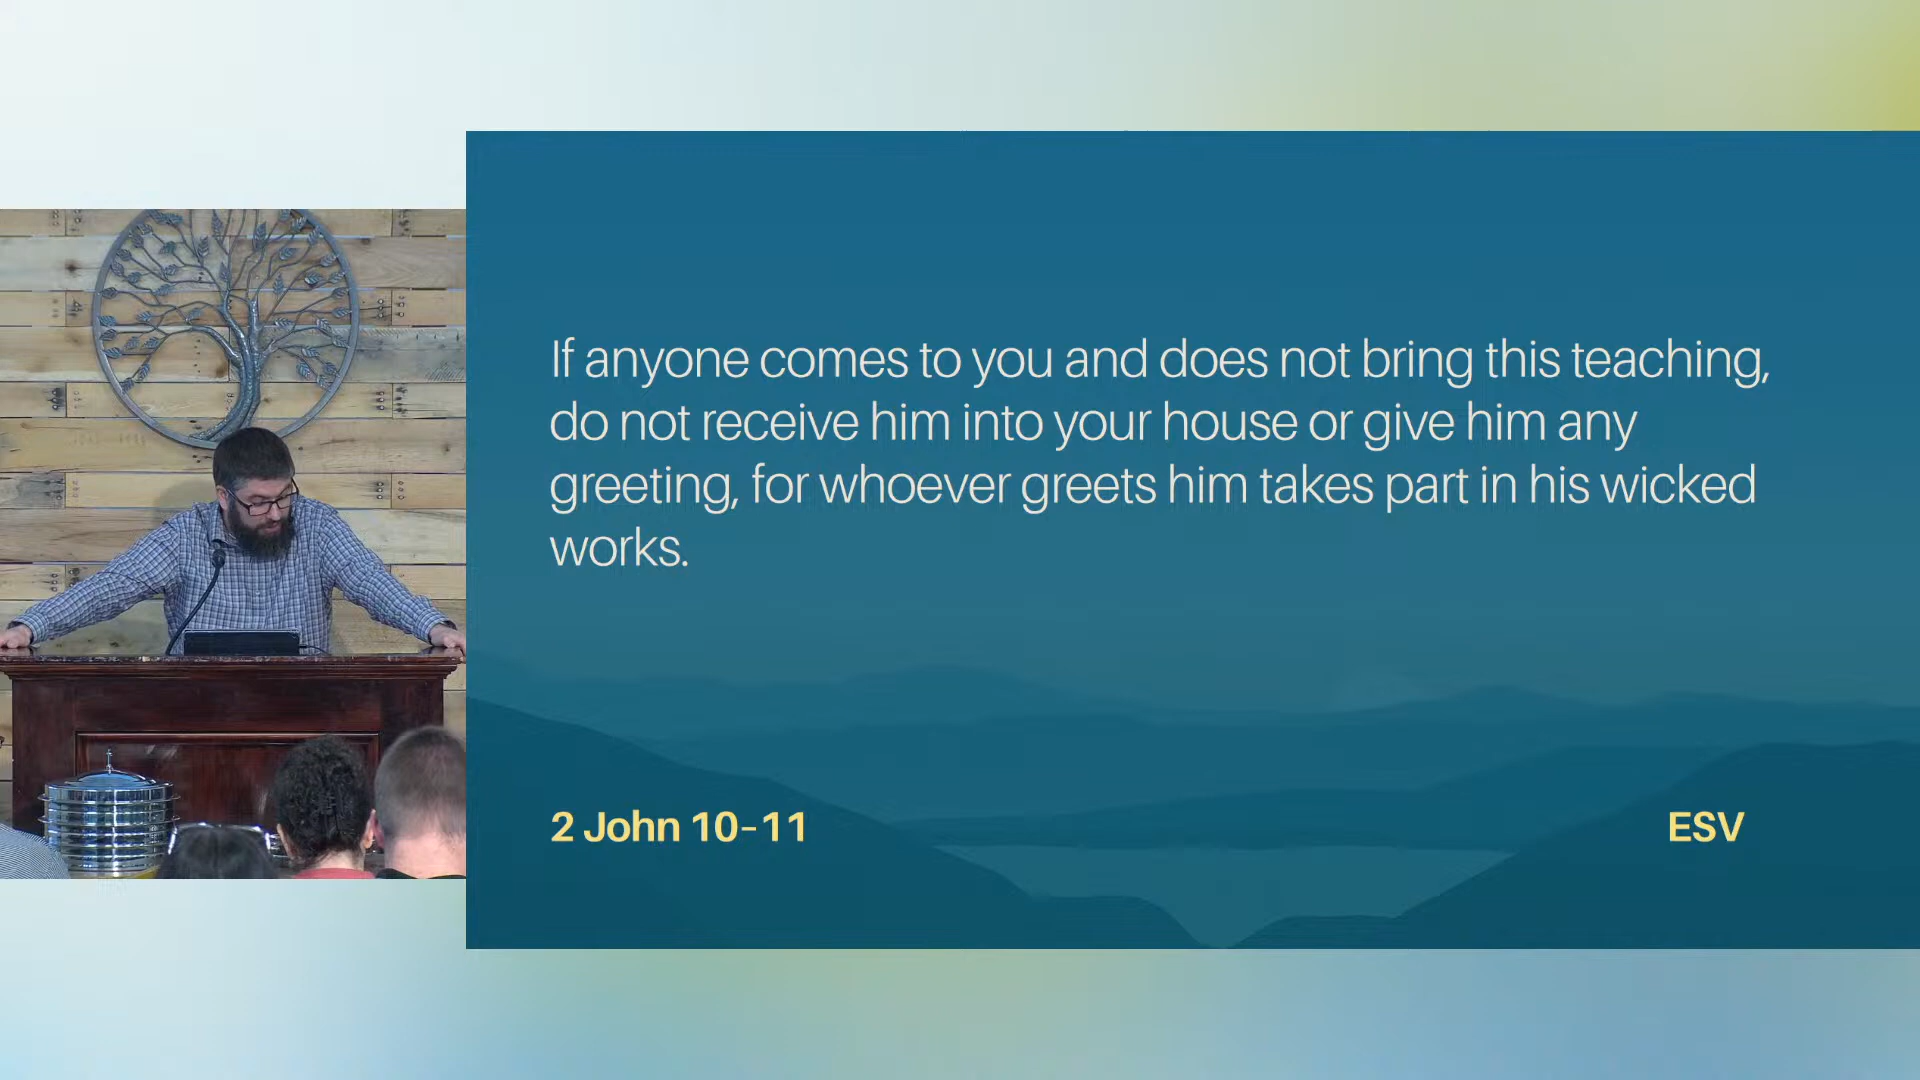 If anyone comes to you and does not bring this teaching,
do not receive him into your house or give him any
greeting, for whoever greets him takes part in his wicked
works.
2 John 10–11
ESV